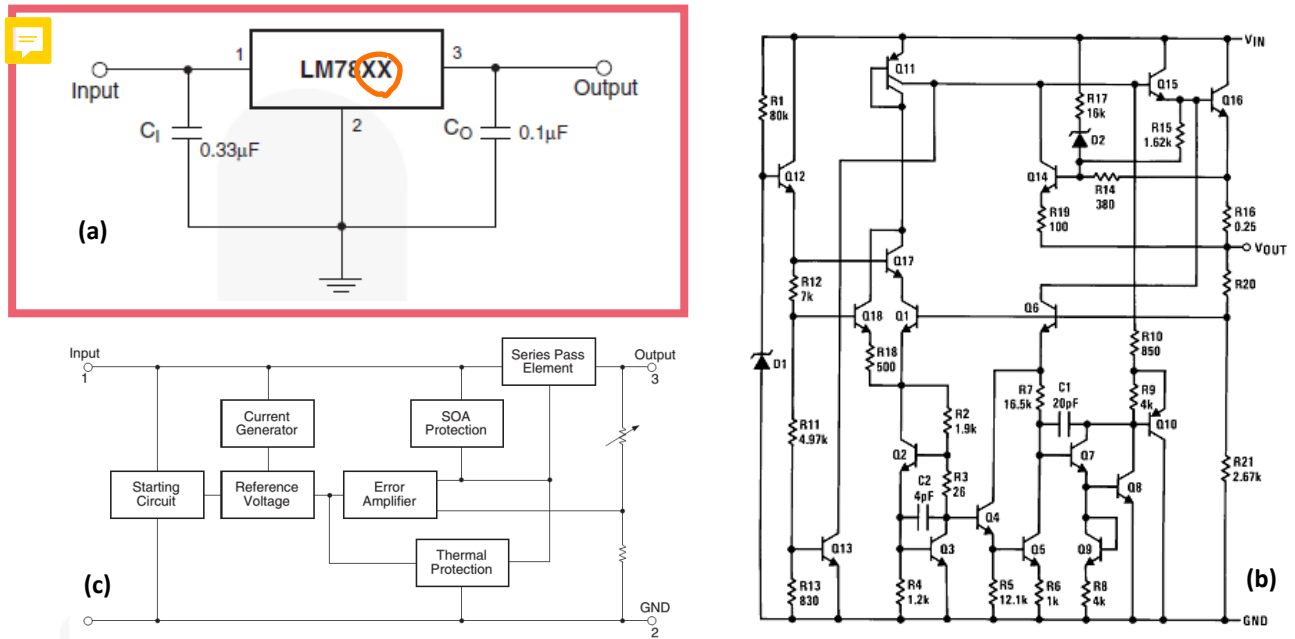 1
LM78XX
3
Input
Output
2
C_I
0.33µF
C_O
0.1µF
(a)
Input
1
Series Pass
Element
Output
3
Current
Generator
SOA
Protection
Starting
Circuit
Reference
Voltage
Error
Amplifier
Thermal
Protection
(c)
GND
2
VIN
Q11
Q15
Q16
R1
80k
R17
16k
D2
R15
1.62k
Q12
Q14
R14
380
R19
100
R16
0.25
VOUT
Q17
R12
7k
R20
Q18
Q1
Q6
D1
R18
500
R10
850
R7
16.5k
C1
20pF
R9
4k
Q10
R11
4.97k
R2
1.9k
Q2
Q7
R21
2.67k
R3
26
Q8
C2
4pF
Q4
Q13
Q3
Q5
Q9
R13
830
R4
1.2k
R5
12.1k
R6
1k
R8
4k
(b)
GND